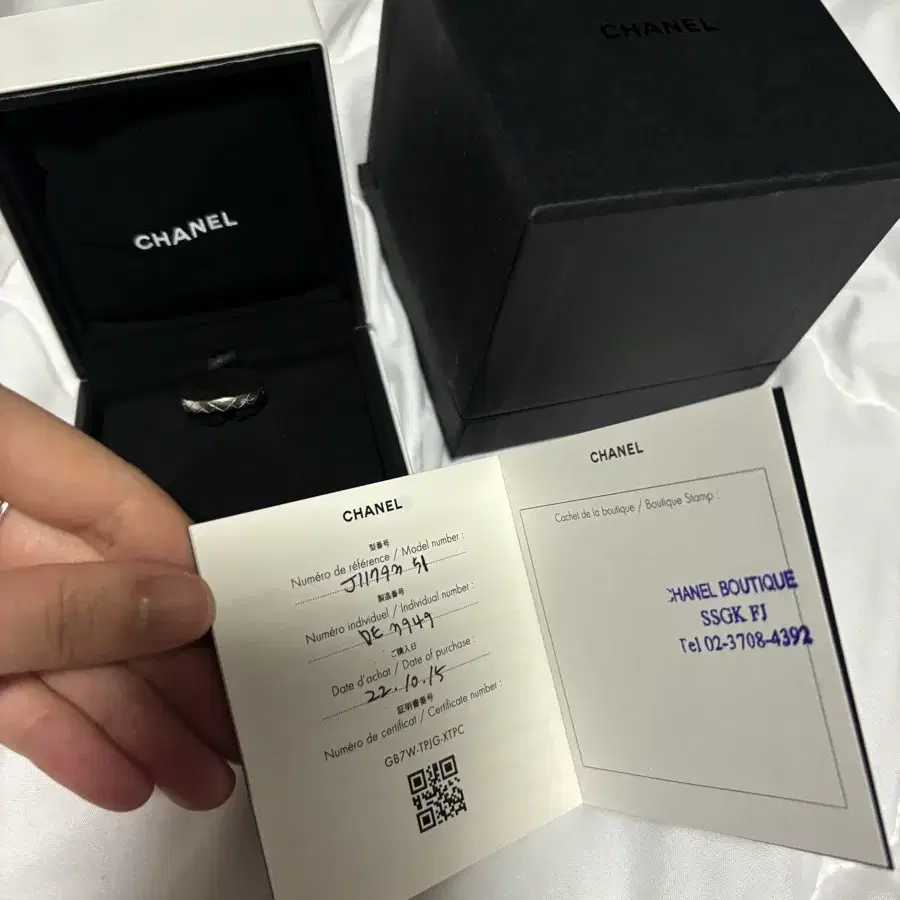 CHANEL
CHANEL
CHANEL
型番号
Numéro de référence / Model number :
J11793 51
製造番号
Numéro individuel / Individual number :
DE 3949
ご購入日
Date d'achat / Date of purchase :
22.10.15
証明書番号
Numéro de certificat / Certificate number :
GB7W-TPJG-XTPC
CHANEL
Cachet de la boutique / Boutique Stamp :
CHANEL BOUTIQUE
SSGK FJ
Tel 02-3708-4392